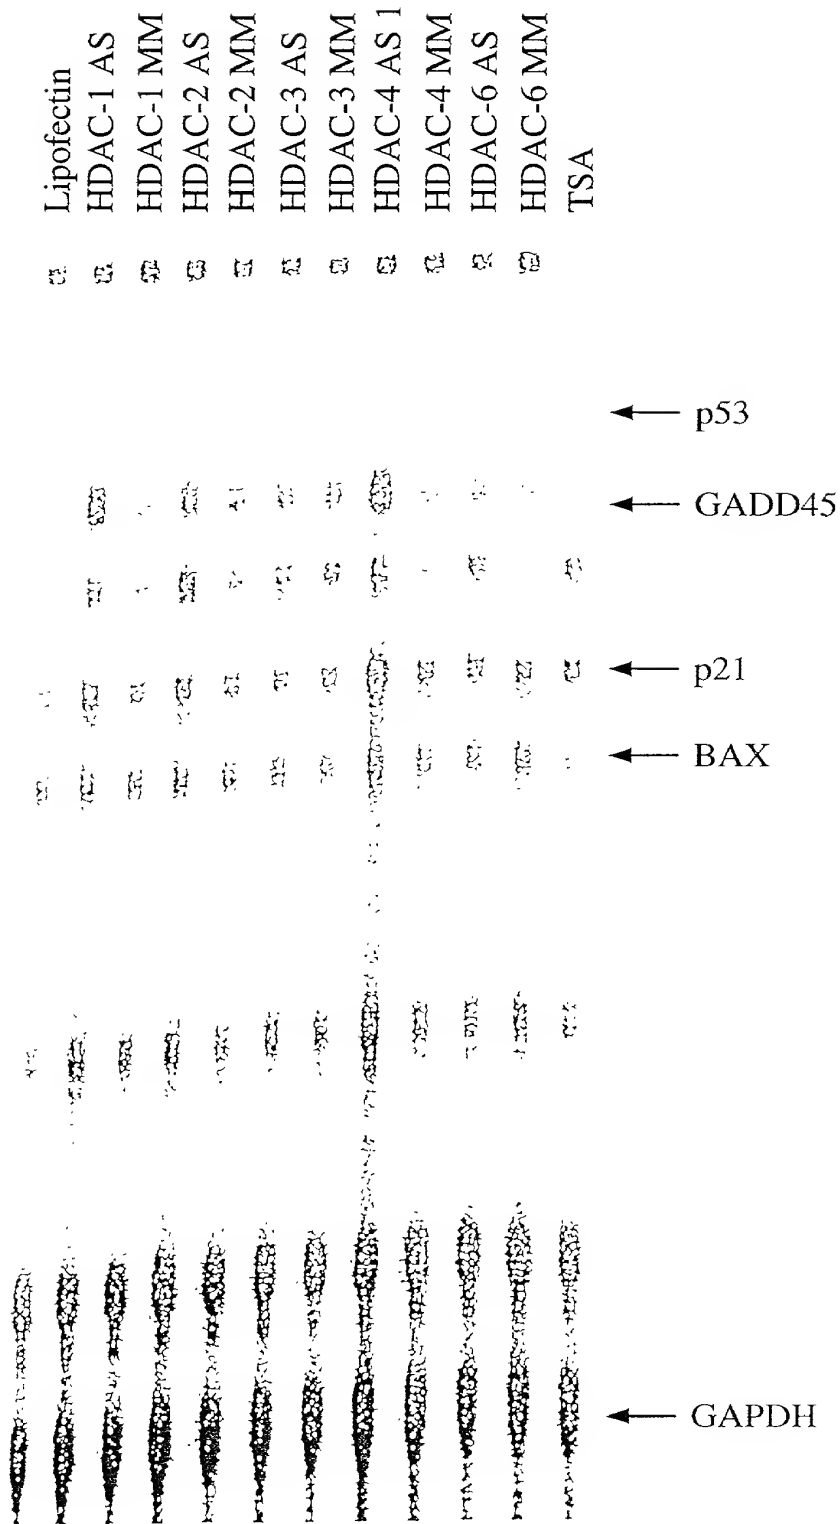 Lipofectin
HDAC-1 AS
HDAC-1 MM
HDAC-2 AS
HDAC-2 MM
HDAC-3 AS
HDAC-3 MM
HDAC-4 AS 1
HDAC-4 MM
HDAC-6 AS
HDAC-6 MM
TSA
p53
GADD45
p21
BAX
GAPDH